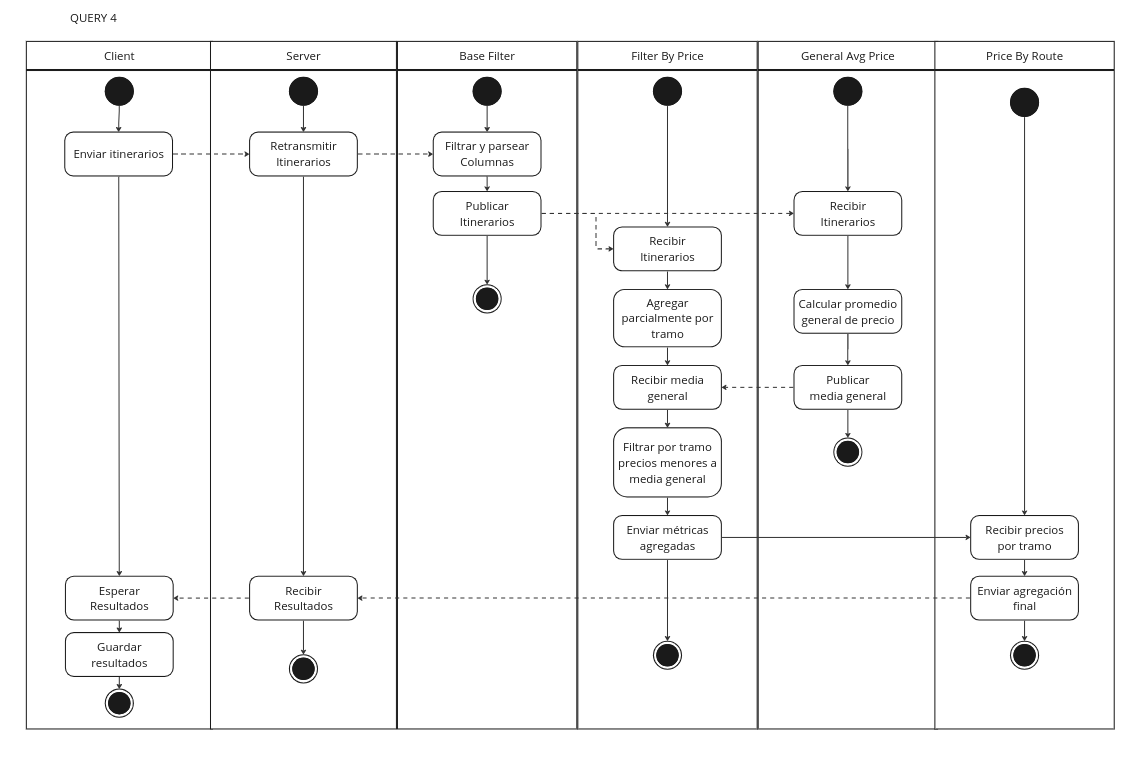 QUERY 4
Client
Server
Base Filter
Filter By Price
General Avg Price
Price By Route
Enviar itinerarios
Retransmitir
Itinerarios
Filtrar y parsear
Columnas
Publicar
Itinerarios
Recibir
Itinerarios
Recibir
Itinerarios
Agregar
parcialmente por
tramo
Calcular promedio
general de precio
Recibir media
general
Publicar
media general
Filtrar por tramo
precios menores a
media general
Enviar métricas
agregadas
Recibir precios
por tramo
Esperar
Resultados
Recibir
Resultados
Enviar agregación
final
Guardar
resultados